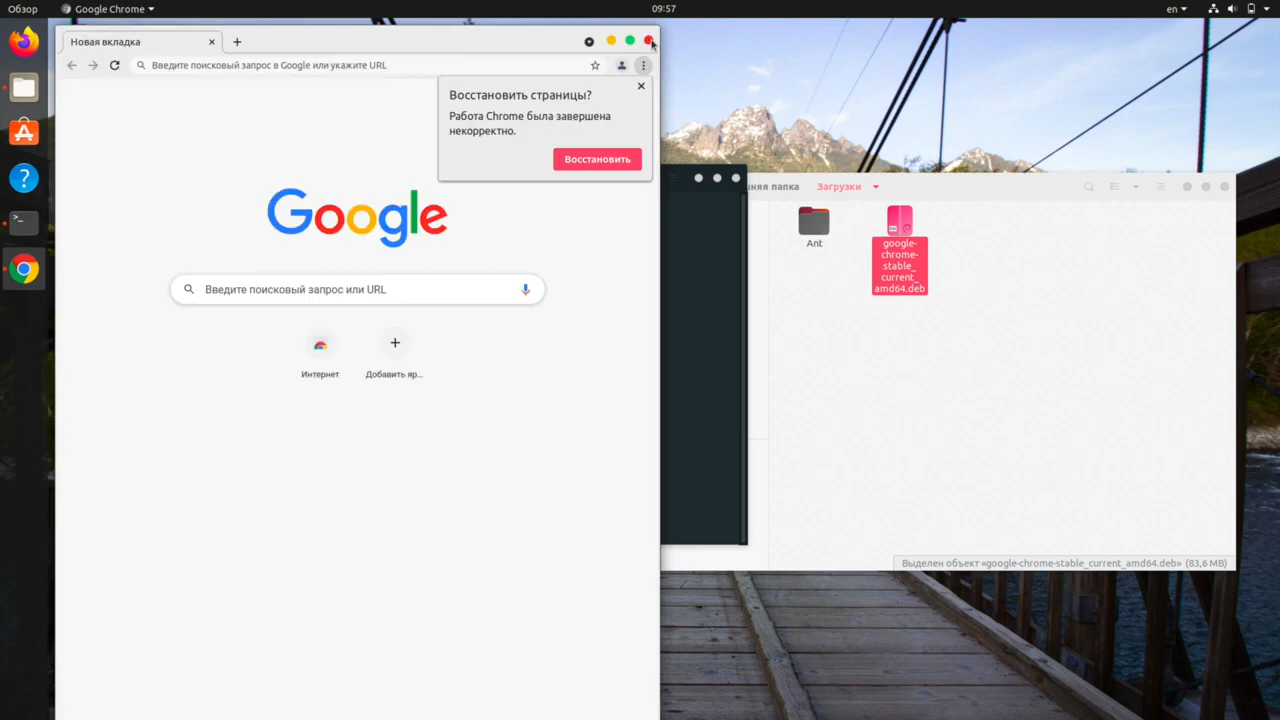 Обзор
Google Chrome
09:57
en
Новая вкладка
Введите поисковый запрос в Google или укажите URL
Восстановить страницы?
Работа Chrome была завершена
некорректно.
Восстановить
Google
Введите поисковый запрос или URL
Интернет
Добавить яр...
шняя папка
Загрузки
Ant
google-
chrome-
stable_
current_
amd64.deb
Выделен объект «google-chrome-stable_current_amd64.deb» (83,6 MB)